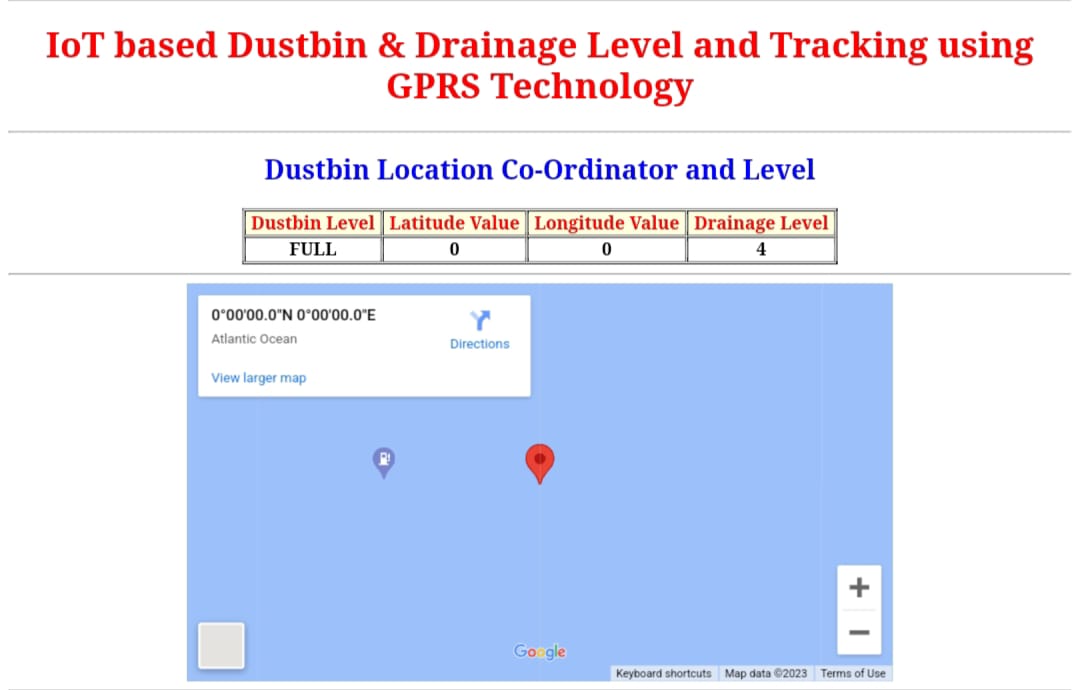 IoT based Dustbin & Drainage Level and Tracking using
GPRS Technology
Dustbin Location Co-Ordinator and Level
Dustbin Level Latitude Value Longitude Value Drainage Level
FULL 0 0 4
0°00'00.0"N 0°00'00.0"E
Atlantic Ocean
Directions
View larger map
Google
Keyboard shortcuts Map data ©2023 Terms of Use